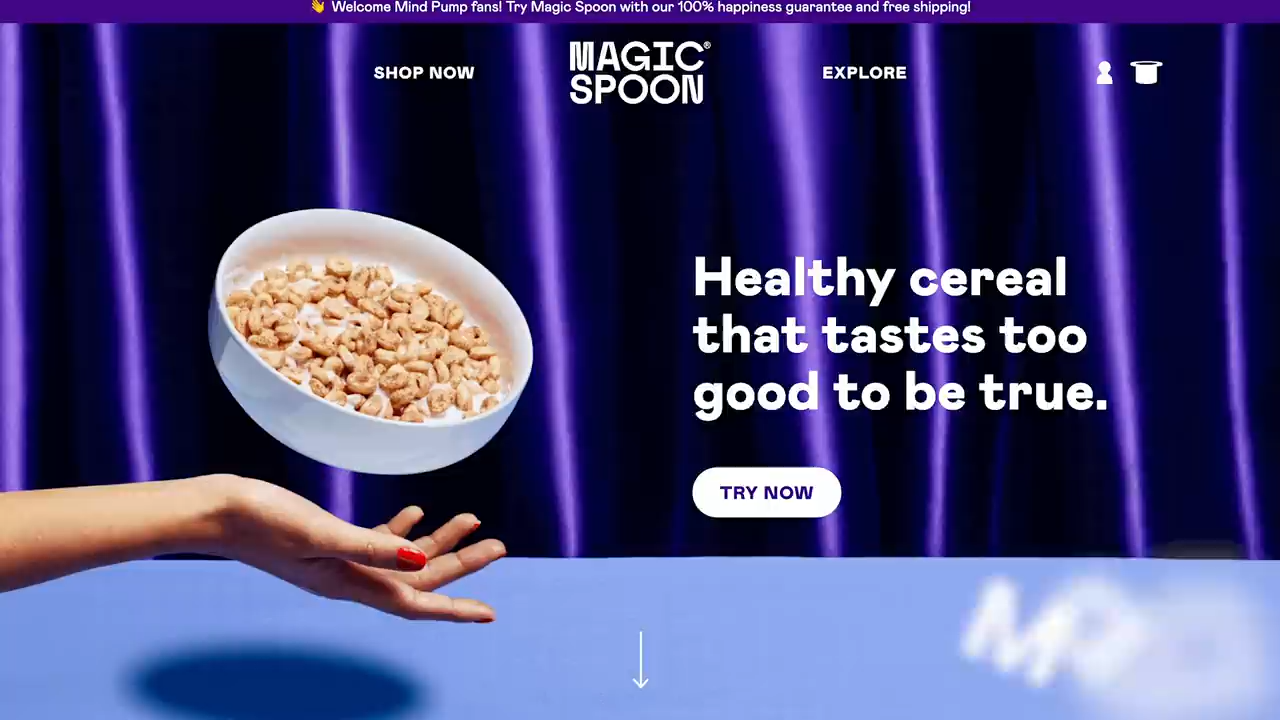 👋 Welcome Mind Pump fans! Try Magic Spoon with our 100% happiness guarantee and free shipping!
SHOP NOW
MAGIC®
SPOON
EXPLORE
Healthy cereal
that tastes too
good to be true.
TRY NOW